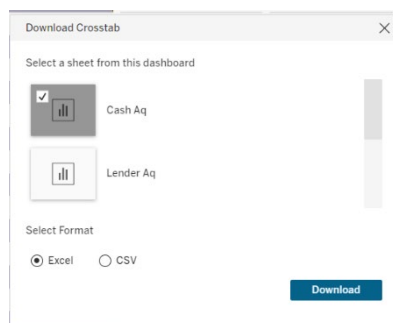 Download Crosstab
Select a sheet from this dashboard
Cash Aq
Lender Aq
Select Format
Excel CSV
Download